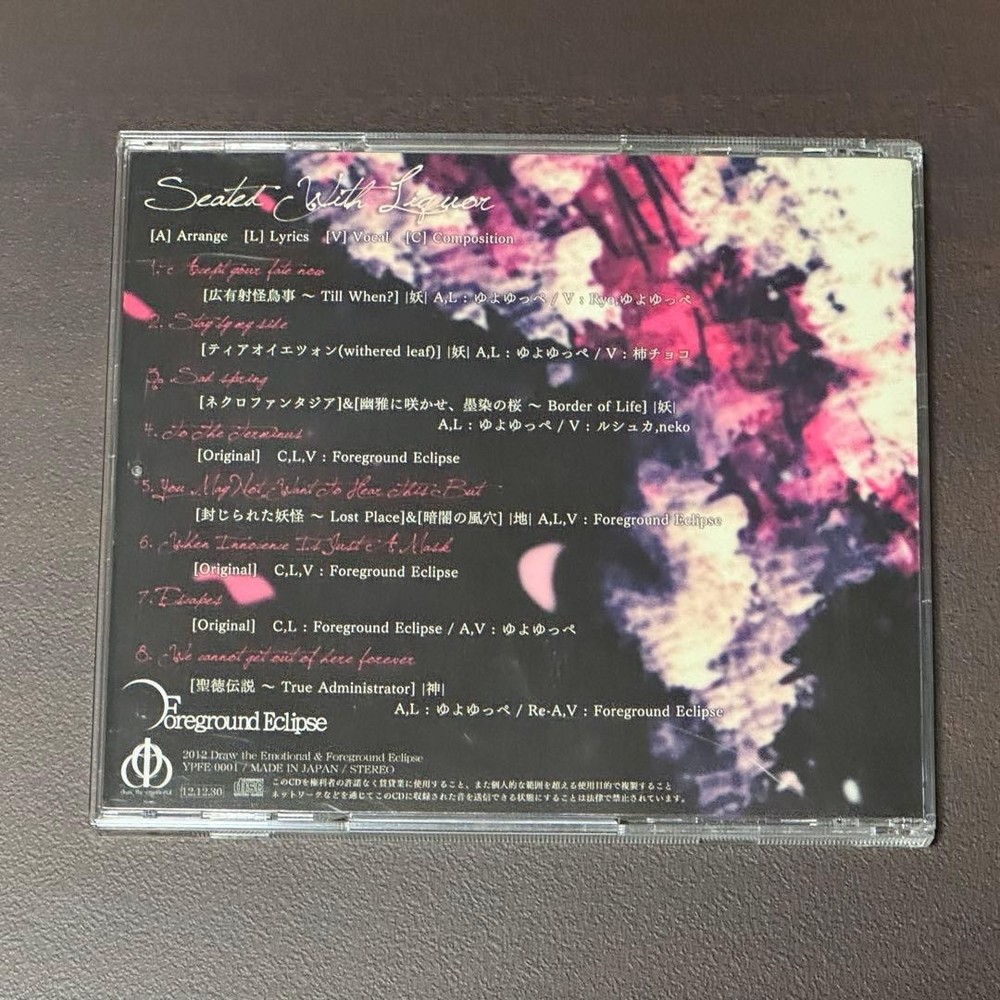 Seated With Liquor
[A] Arrange [L] Lyrics [V] Vocal [C] Composition
1. Accept your fate now
[広有射怪鳥事 ～ Till When?] |妖| A,L : ゆよゆっぺ / V : Ryo,ゆよゆっぺ
2. Stay by my side
[ティアオイエツォン(withered leaf)] |妖| A,L : ゆよゆっぺ / V : 柿チョコ
3. Sad spring
[ネクロファンタジア]&[幽雅に咲かせ、墨染の桜 ～ Border of Life] |妖|
A,L : ゆよゆっぺ / V : ルシュカ,neko
4. To The Terminus
[Original] C,L,V : Foreground Eclipse
5. You May Not Want To Hear This But
[封じられた妖怪 ～ Lost Place]&[暗闇の風穴] |地| A,L,V : Foreground Eclipse
6. When Innocence Is Just A Mask
[Original] C,L,V : Foreground Eclipse
7. Escapes
[Original] C,L : Foreground Eclipse / A,V : ゆよゆっぺ
8. We cannot get out of here forever
[聖徳伝説 ～ True Administrator] |神|
A,L : ゆよゆっぺ / Re-A,V : Foreground Eclipse
Foreground Eclipse
2012 Draw the Emotional & Foreground Eclipse
YPFE-0001 / MADE IN JAPAN / STEREO
draw the emotional
'12.12.30
このCDを権利者の許諾なく賃貸業に使用すること、また個人的な範囲を超える使用目的で複製すること
ネットワークなどを通じてこのCDに収録された音を送信できる状態にすることは法律で禁止されています。